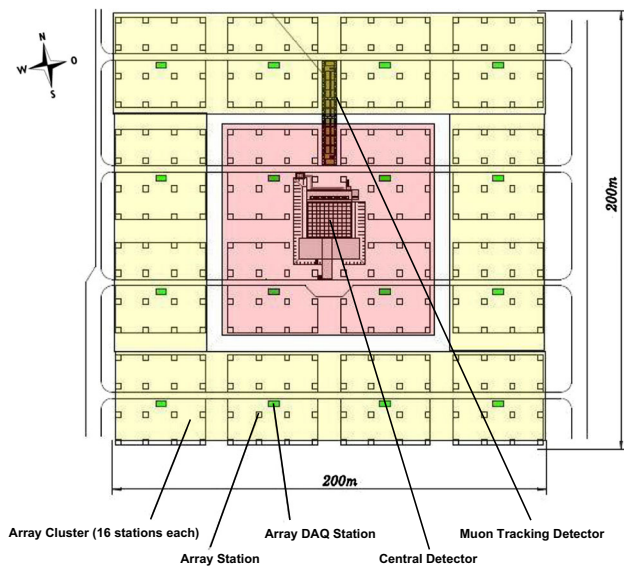 N
W O
S
200m
200m
Array Cluster (16 stations each)
Array DAQ Station
Muon Tracking Detector
Array Station
Central Detector